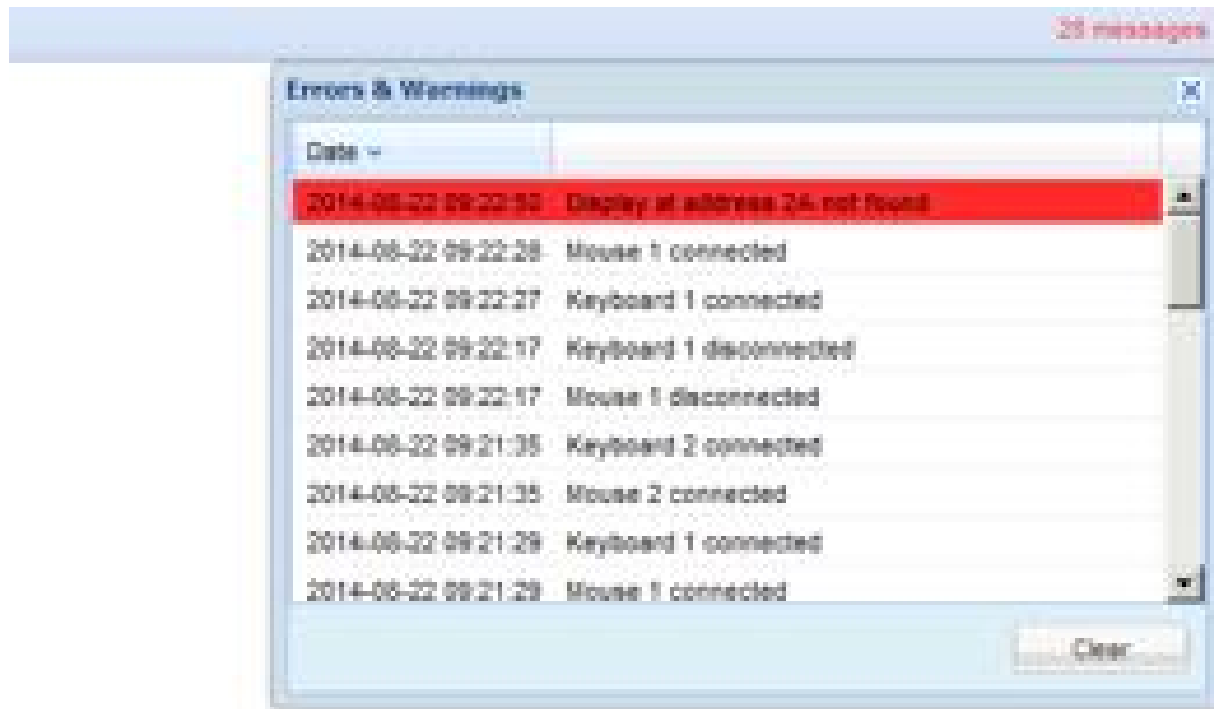 messages
Errors & Warnings
Date
2014-08-22 09:22:50 Display at address 2A not found
2014-08-22 09:22:28 Mouse 1 connected
2014-08-22 09:22:27 Keyboard 1 connected
2014-08-22 09:22:17 Keyboard 1 disconnected
2014-08-22 09:22:17 Mouse 1 disconnected
2014-08-22 09:21:35 Keyboard 2 connected
2014-08-22 09:21:35 Mouse 2 connected
2014-08-22 09:21:29 Keyboard 1 connected
2014-08-22 09:21:29 Mouse 1 connected
Clear